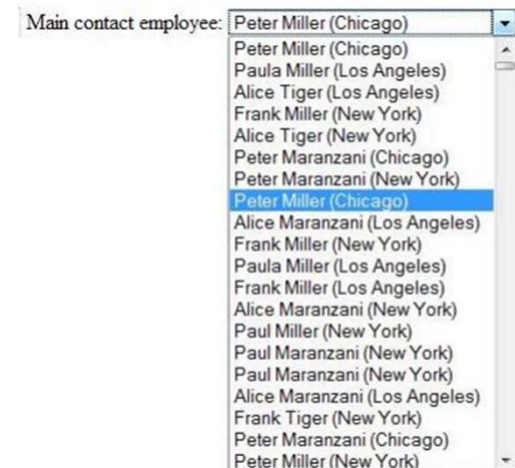 Main contact employee: Peter Miller (Chicago)
Peter Miller (Chicago)
Paula Miller (Los Angeles)
Alice Tiger (Los Angeles)
Frank Miller (New York)
Alice Tiger (New York)
Peter Maranzani (Chicago)
Peter Maranzani (New York)
Peter Miller (Chicago)
Alice Maranzani (Los Angeles)
Frank Miller (New York)
Paula Miller (Los Angeles)
Frank Miller (Los Angeles)
Alice Maranzani (New York)
Paul Miller (New York)
Paul Maranzani (New York)
Paul Maranzani (New York)
Alice Maranzani (Los Angeles)
Frank Tiger (New York)
Peter Maranzani (Chicago)
Peter Miller (New York)